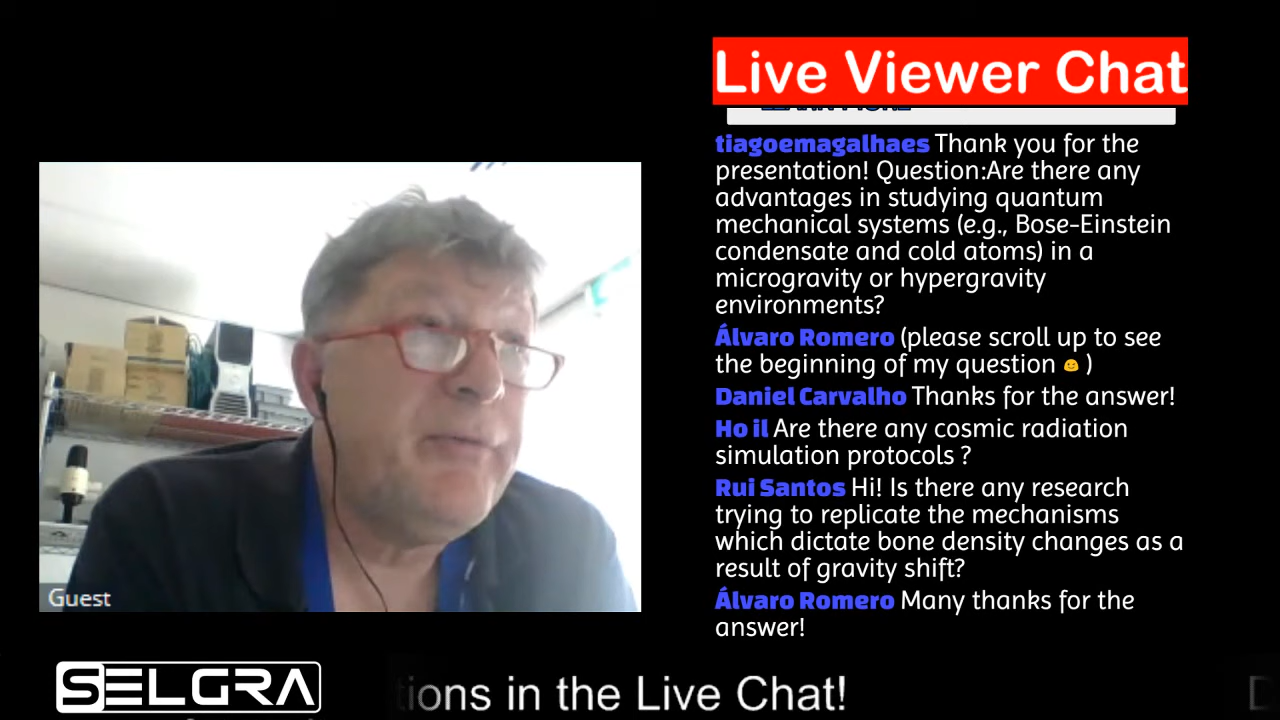 Live Viewer Chat
tiagoemagalhaes Thank you for the
presentation! Question:Are there any
advantages in studying quantum
mechanical systems (e.g., Bose-Einstein
condensate and cold atoms) in a
microgravity or hypergravity
environments?
Álvaro Romero (please scroll up to see
the beginning of my question )
Daniel Carvalho Thanks for the answer!
Ho il Are there any cosmic radiation
simulation protocols ?
Rui Santos Hi! Is there any research
trying to replicate the mechanisms
which dictate bone density changes as a
result of gravity shift?
Álvaro Romero Many thanks for the
answer!
Guest
SELGRA
tions in the Live Chat!